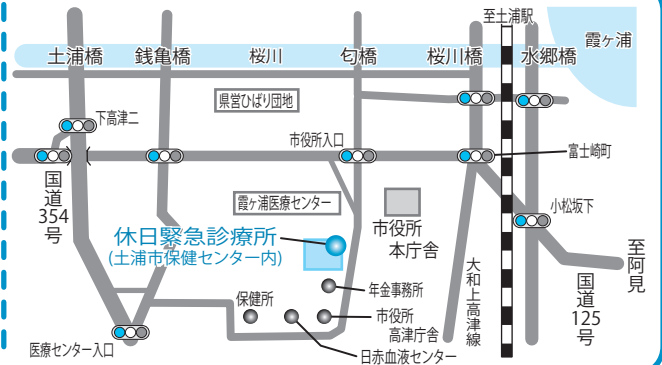 至土浦駅
霞ヶ浦
土浦橋
銭亀橋
桜川
匂橋
桜川橋
水郷橋
県営ひばり団地
下高津二
市役所入口
富士崎町
国道354号
霞ヶ浦医療センター
市役所
本庁舎
小松坂下
休日緊急診療所
(土浦市保健センター内)
至阿見
大和上高津線
国道125号
年金事務所
保健所
市役所
高津庁舎
医療センター入口
日赤血液センター